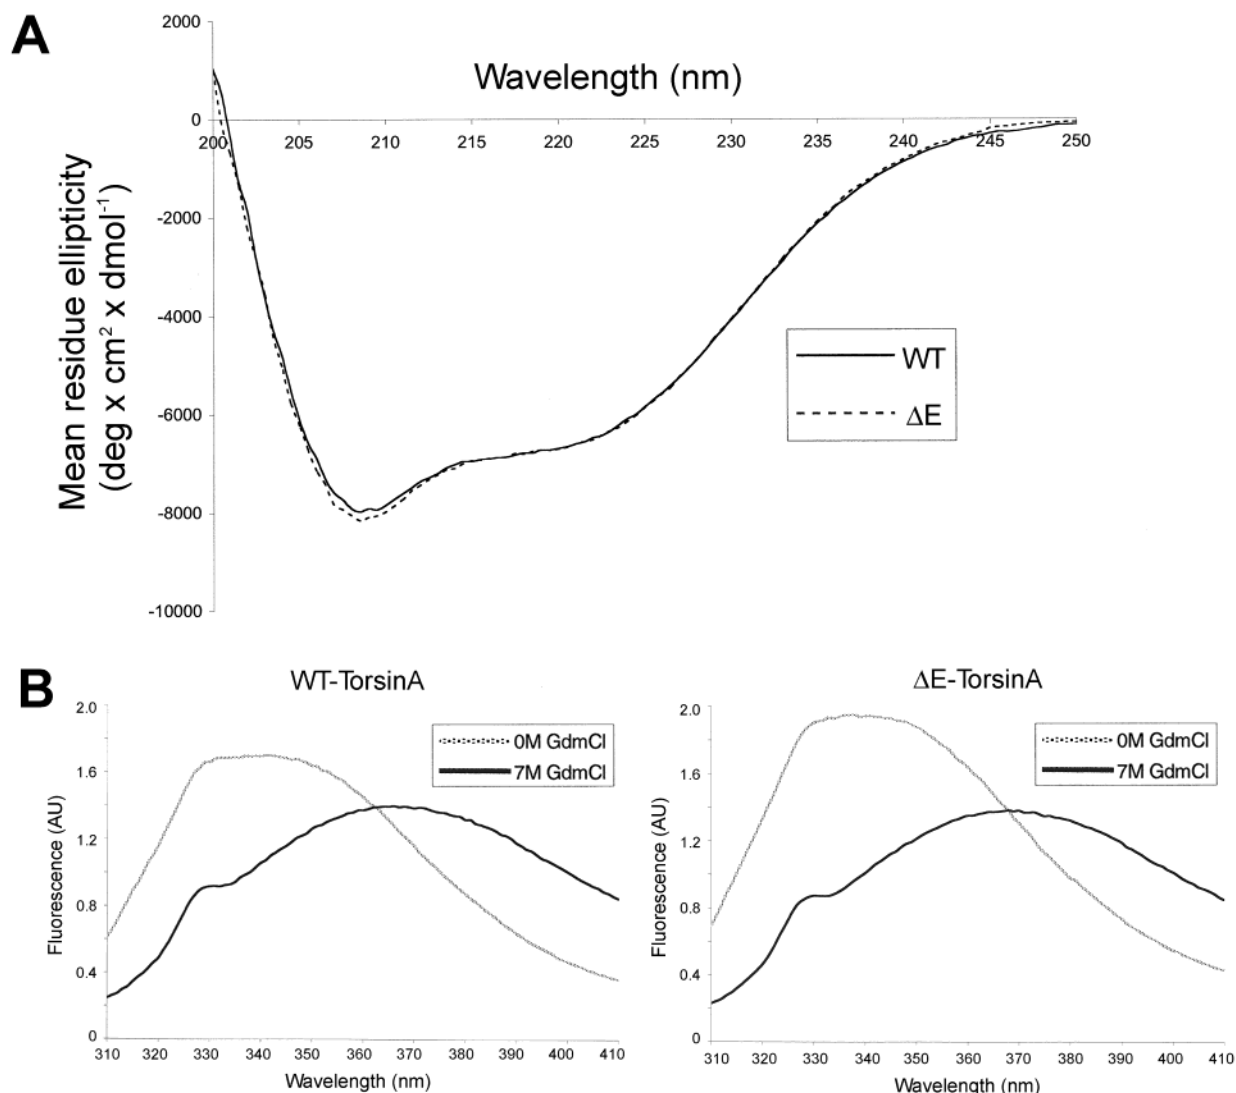 A
2000
Wavelength (nm)
0
200 205 210 215 220 225 230 235 240 245 250
Mean residue ellipticity
(deg x cm² x dmol⁻¹)
-2000
-4000
-6000
-8000
-10000
WT
ΔE
B
WT-TorsinA
2.0
1.6
1.2
0.8
0.4
0
Fluorescence (AU)
0M GdmCl
7M GdmCl
310 320 330 340 350 360 370 380 390 400 410
Wavelength (nm)
ΔE-TorsinA
2.0
1.6
1.2
0.8
0.4
0
Fluorescence (AU)
0M GdmCl
7M GdmCl
310 320 330 340 350 360 370 380 390 400 410
Wavelength (nm)